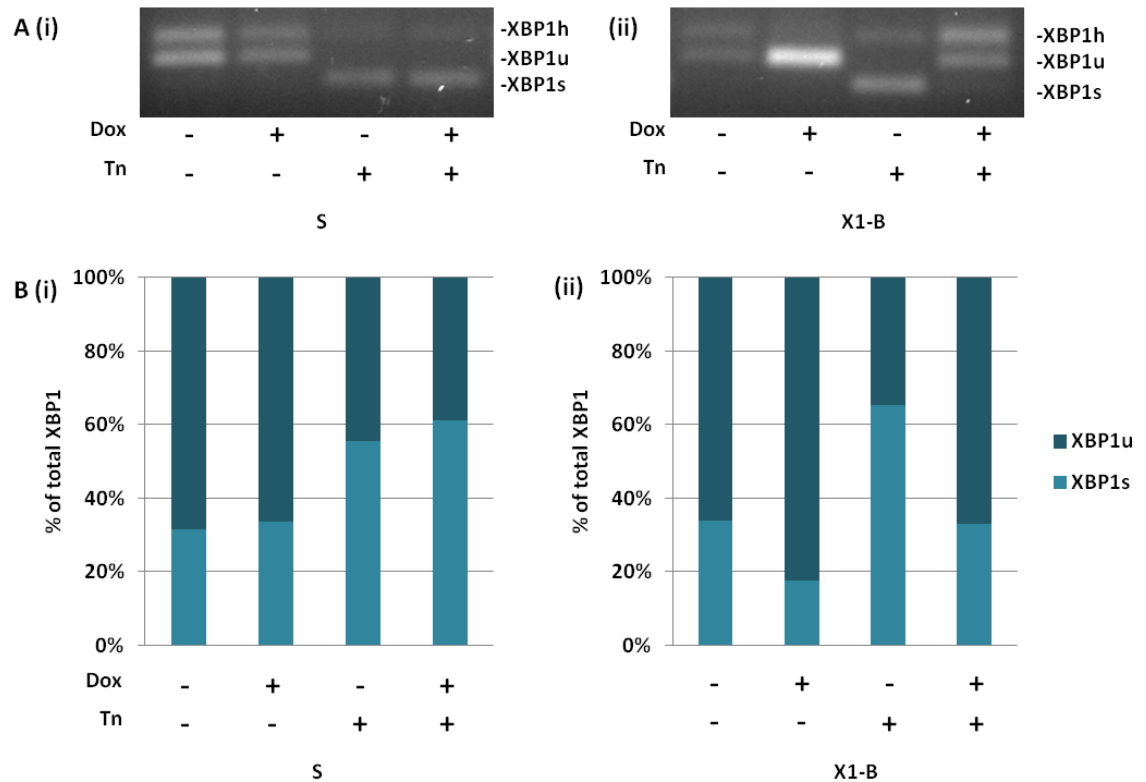 A (i)
-XBP1h
-XBP1u
-XBP1s
Dox - + - +
Tn - - + +
S
(ii)
-XBP1h
-XBP1u
-XBP1s
Dox - + - +
Tn - - + +
X1-B
B (i)
100%
80%
60%
40%
20%
0%
% of total XBP1
Dox - + - +
Tn - - + +
S
(ii)
100%
80%
60%
40%
20%
0%
% of total XBP1
Dox - + - +
Tn - - + +
X1-B
XBP1u
XBP1s